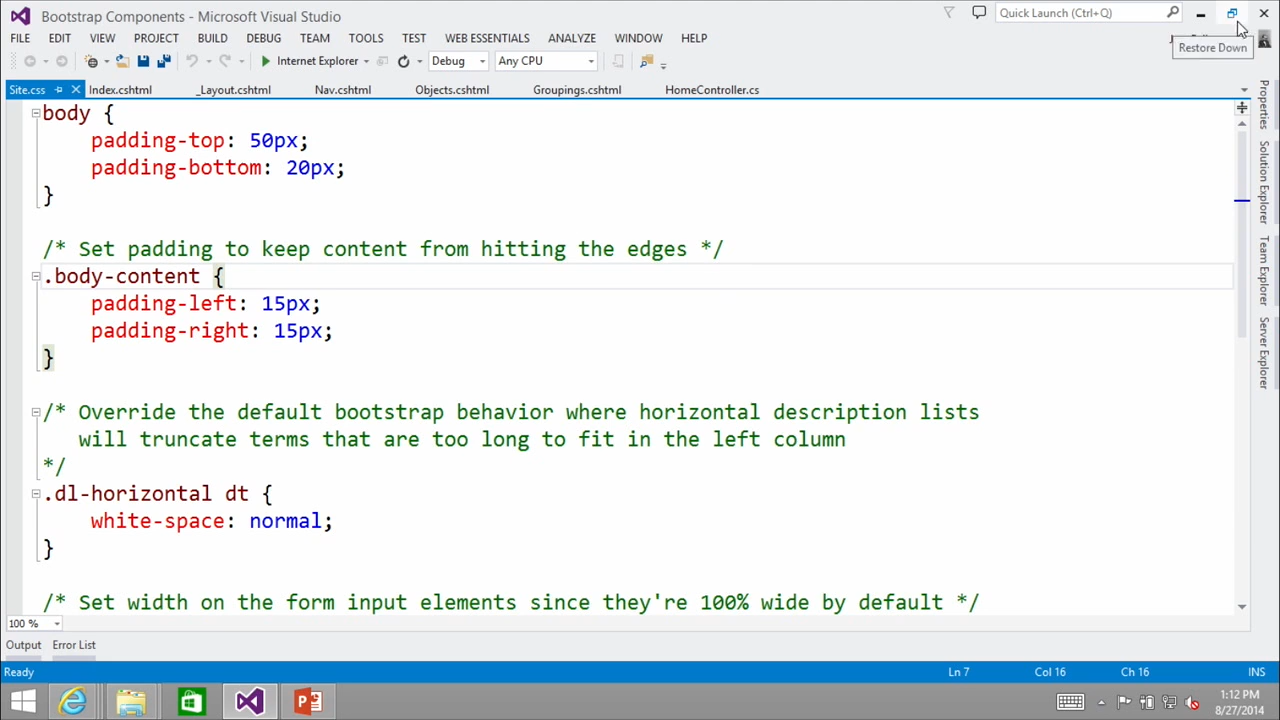 Bootstrap Components - Microsoft Visual Studio
Quick Launch (Ctrl+Q)
FILE EDIT VIEW PROJECT BUILD DEBUG TEAM TOOLS TEST WEB ESSENTIALS ANALYZE WINDOW HELP
Restore Down
Internet Explorer Debug Any CPU
Site.css Index.cshtml _Layout.cshtml Nav.cshtml Objects.cshtml Groupings.cshtml HomeController.cs
body {
padding-top: 50px;
padding-bottom: 20px;
}
/* Set padding to keep content from hitting the edges */
.body-content {
padding-left: 15px;
padding-right: 15px;
}
/* Override the default bootstrap behavior where horizontal description lists
will truncate terms that are too long to fit in the left column
*/
.dl-horizontal dt {
white-space: normal;
}
/* Set width on the form input elements since they're 100% wide by default */
Properties
Solution Explorer
Team Explorer
Server Explorer
100 %
Output Error List
Ready Ln 7 Col 16 Ch 16 INS
1:12 PM
8/27/2014